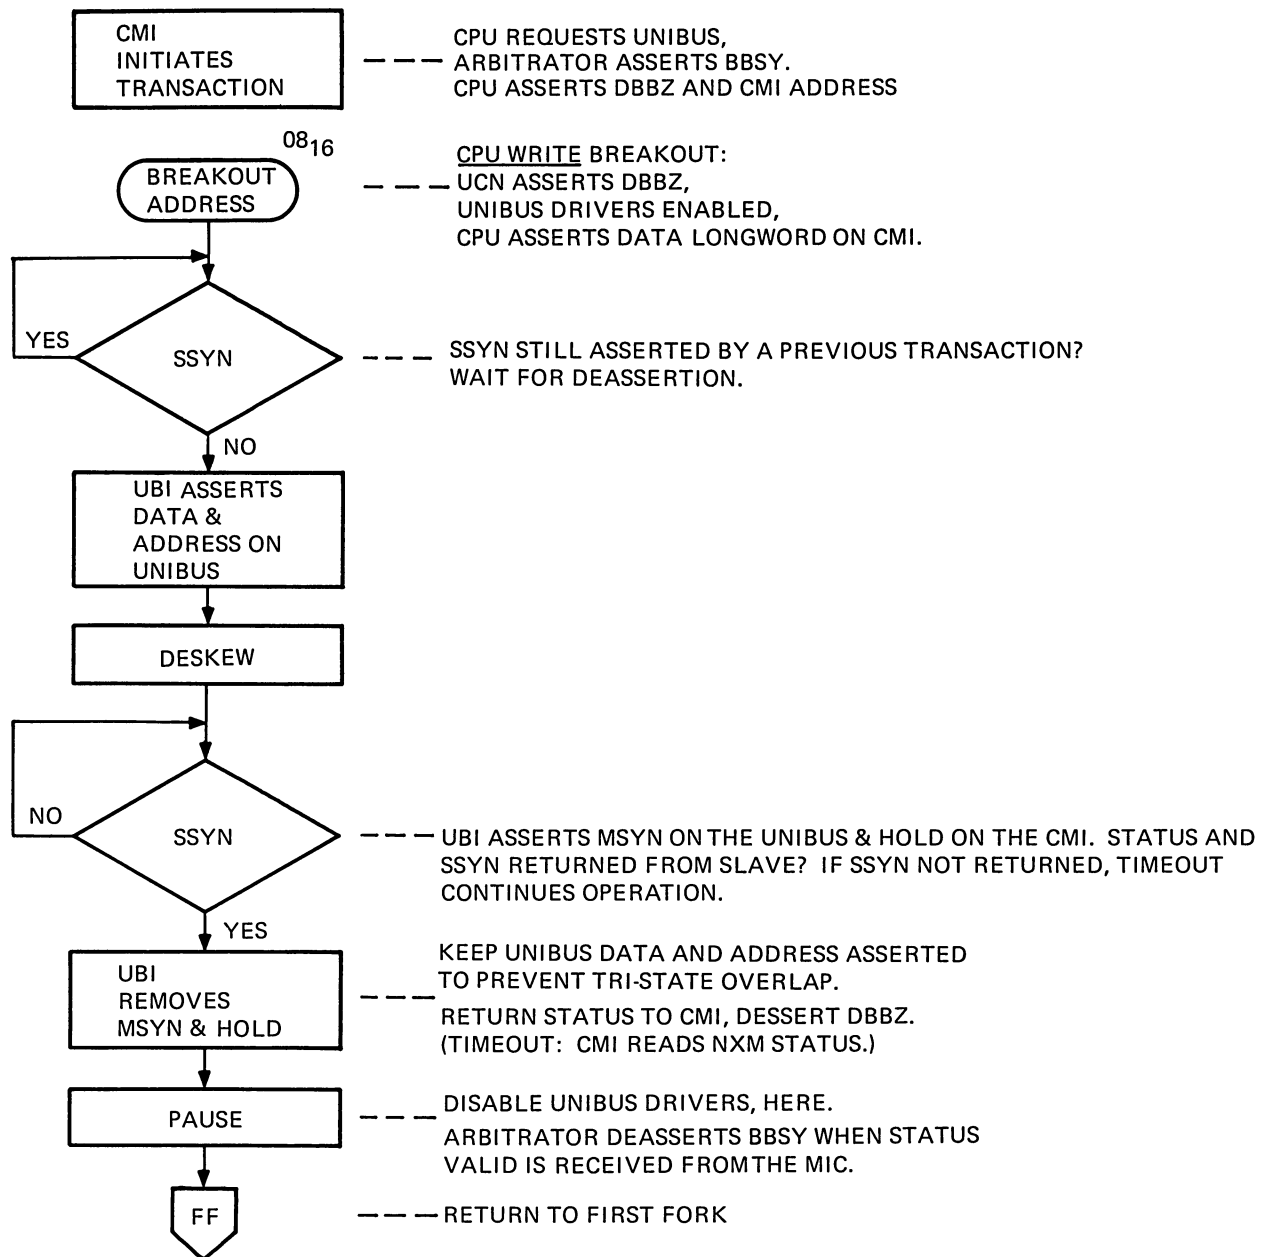 CMI
INITIATES
TRANSACTION
CPU REQUESTS UNIBUS,
ARBITRATOR ASSERTS BBSY.
CPU ASSERTS DBBZ AND CMI ADDRESS
08₁₆
BREAKOUT
ADDRESS
CPU WRITE BREAKOUT:
UCN ASSERTS DBBZ,
UNIBUS DRIVERS ENABLED,
CPU ASSERTS DATA LONGWORD ON CMI.
YES
SSYN
SSYN STILL ASSERTED BY A PREVIOUS TRANSACTION?
WAIT FOR DEASSERTION.
NO
UBI ASSERTS
DATA &
ADDRESS ON
UNIBUS
DESKEW
NO
SSYN
UBI ASSERTS MSYN ON THE UNIBUS & HOLD ON THE CMI. STATUS AND
SSYN RETURNED FROM SLAVE? IF SSYN NOT RETURNED, TIMEOUT
CONTINUES OPERATION.
YES
UBI
REMOVES
MSYN & HOLD
KEEP UNIBUS DATA AND ADDRESS ASSERTED
TO PREVENT TRI-STATE OVERLAP.
RETURN STATUS TO CMI, DESSERT DBBZ.
(TIMEOUT: CMI READS NXM STATUS.)
PAUSE
DISABLE UNIBUS DRIVERS, HERE.
ARBITRATOR DEASSERTS BBSY WHEN STATUS
VALID IS RECEIVED FROMTHE MIC.
FF
RETURN TO FIRST FORK